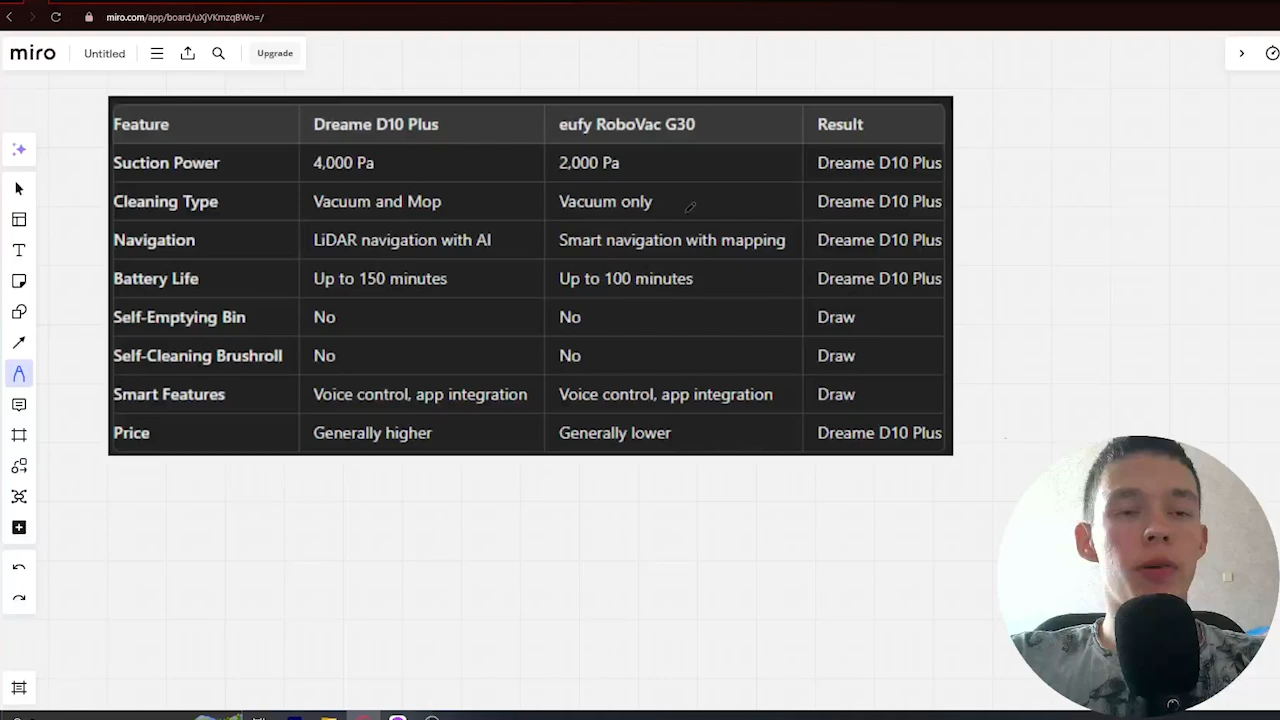 miro.com/app/board/uXjVKmzqBWo=/
miro Untitled Upgrade
Feature Dreame D10 Plus eufy RoboVac G30 Result
Suction Power 4,000 Pa 2,000 Pa Dreame D10 Plus
Cleaning Type Vacuum and Mop Vacuum only Dreame D10 Plus
Navigation LiDAR navigation with AI Smart navigation with mapping Dreame D10 Plus
Battery Life Up to 150 minutes Up to 100 minutes Dreame D10 Plus
Self-Emptying Bin No No Draw
Self-Cleaning Brushroll No No Draw
Smart Features Voice control, app integration Voice control, app integration Draw
Price Generally higher Generally lower Dreame D10 Plus